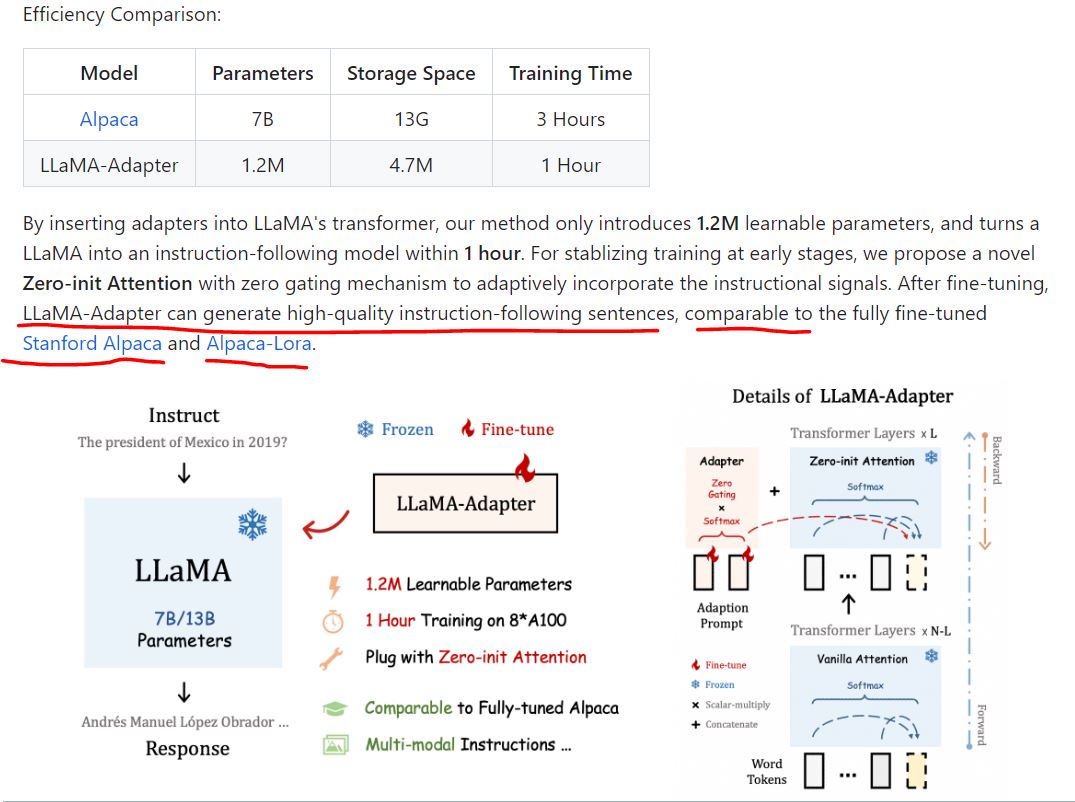 Efficiency Comparison:
Model Parameters Storage Space Training Time
Alpaca 7B 13G 3 Hours
LLaMA-Adapter 1.2M 4.7M 1 Hour
By inserting adapters into LLaMA's transformer, our method only introduces 1.2M learnable parameters, and turns a
LLaMA into an instruction-following model within 1 hour. For stablizing training at early stages, we propose a novel
Zero-init Attention with zero gating mechanism to adaptively incorporate the instructional signals. After fine-tuning,
LLaMA-Adapter can generate high-quality instruction-following sentences, comparable to the fully fine-tuned
Stanford Alpaca and Alpaca-Lora.
Instruct
The president of Mexico in 2019?
LLaMA
7B/13B
Parameters
Andrés Manuel López Obrador ...
Response
Frozen Fine-tune
LLaMA-Adapter
1.2M Learnable Parameters
1 Hour Training on 8*A100
Plug with Zero-init Attention
Comparable to Fully-tuned Alpaca
Multi-modal Instructions ...
Details of LLaMA-Adapter
Transformer Layers x L
Adapter
Zero
Gating
x
Softmax
+
Zero-init Attention
Softmax
...
Adaption
Prompt
Transformer Layers x N-L
Vanilla Attention
Softmax
Fine-tune
Frozen
x Scalar-multiply
+ Concatenate
Word
Tokens
...
Backward
Forward